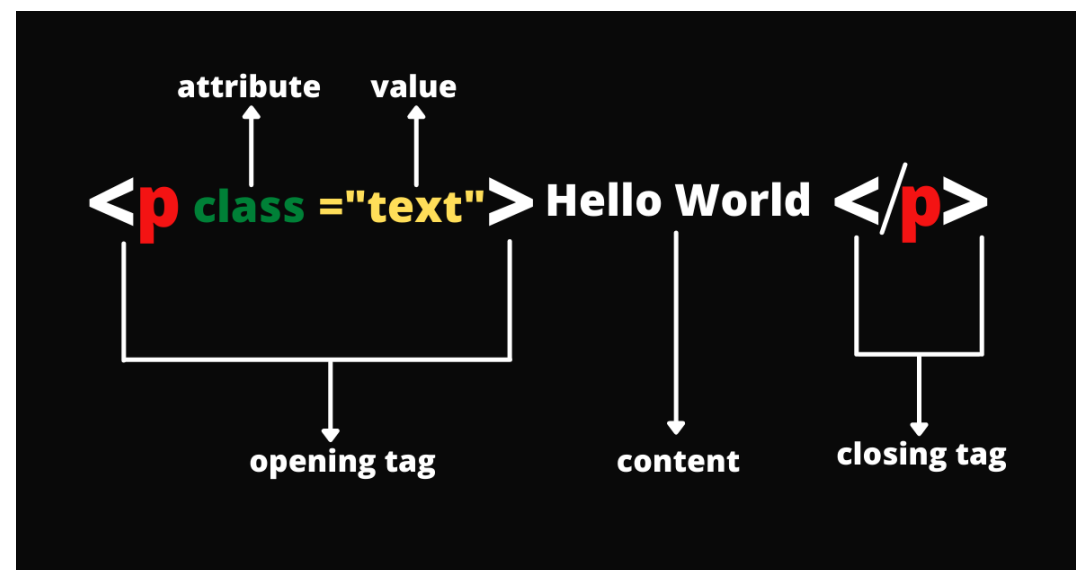 attribute value
<p class ="text"> Hello World </p>
opening tag content closing tag